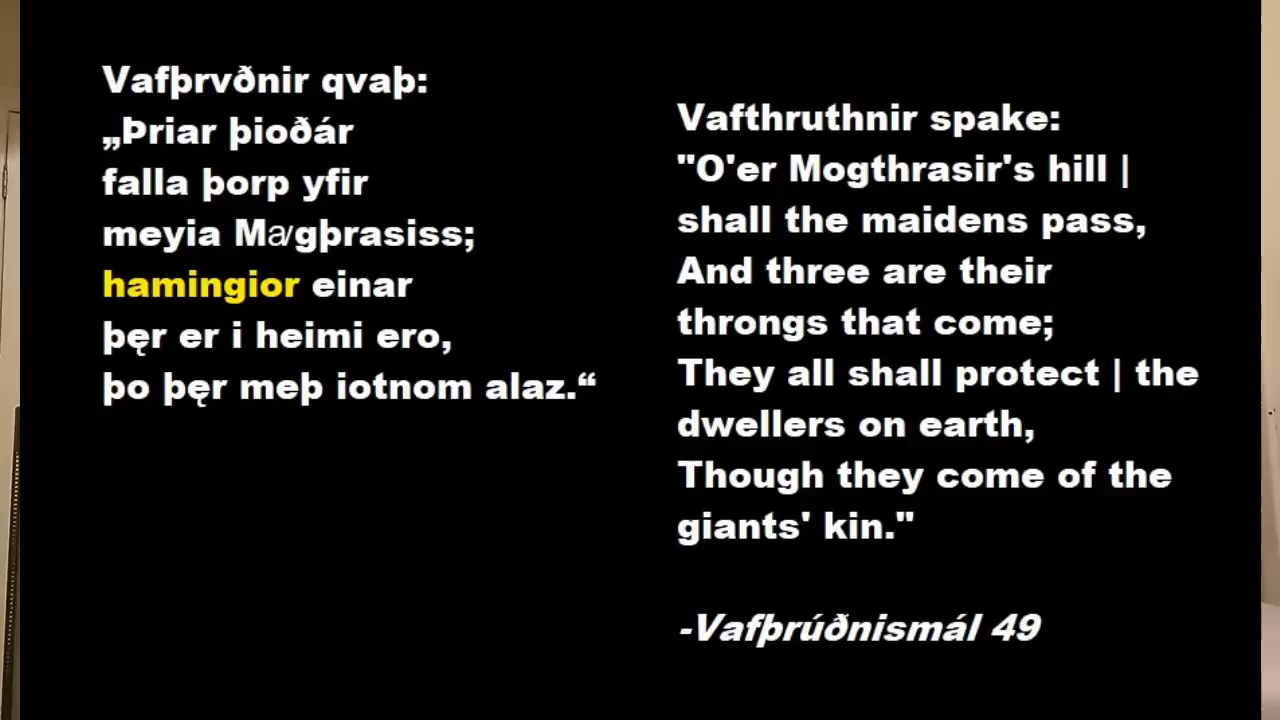 Vafþrvðnir qvaþ:
„Þriar þioðár
falla þorp yfir
meyia Mꜹgþrasiss;
hamingior einar
þęr er i heimi ero,
þo þęr meþ iotnom alaz.“
Vafthruthnir spake:
"O'er Mogthrasir's hill |
shall the maidens pass,
And three are their
throngs that come;
They all shall protect | the
dwellers on earth,
Though they come of the
giants' kin."
-Vafþrúðnismál 49